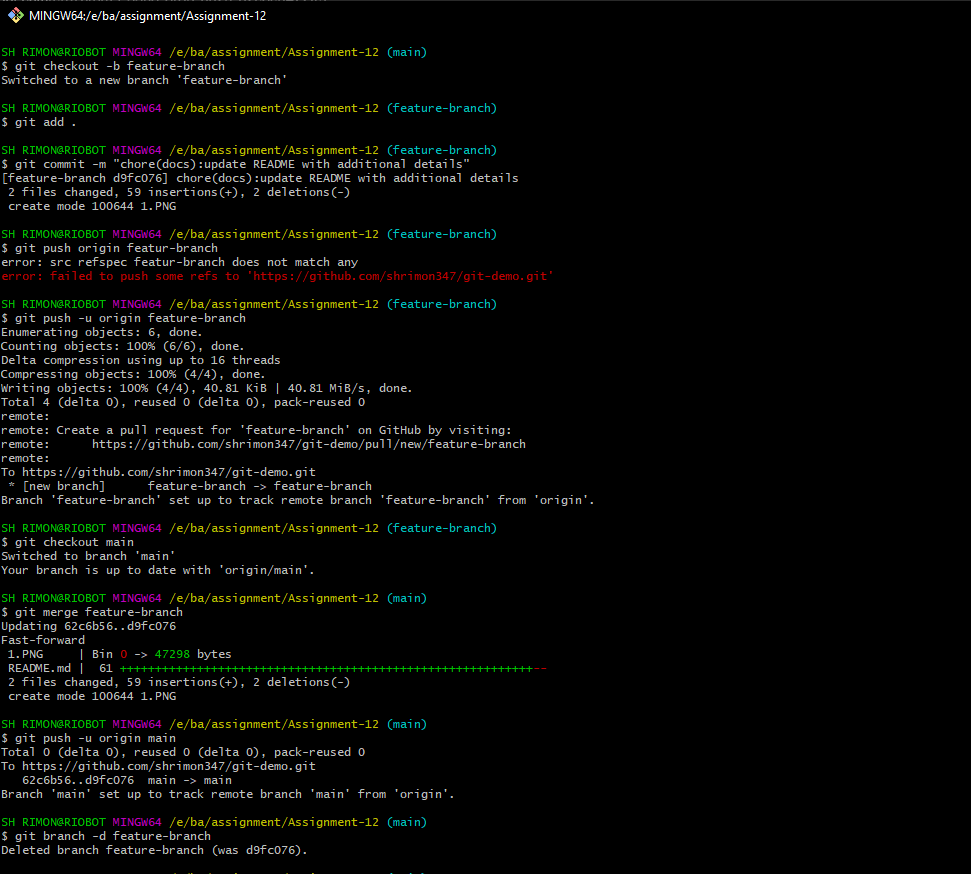 MINGW64:/e/ba/assignment/Assignment-12
SH RIMON@RIOBOT MINGW64 /e/ba/assignment/Assignment-12 (main)
$ git checkout -b feature-branch
Switched to a new branch 'feature-branch'
SH RIMON@RIOBOT MINGW64 /e/ba/assignment/Assignment-12 (feature-branch)
$ git add .
SH RIMON@RIOBOT MINGW64 /e/ba/assignment/Assignment-12 (feature-branch)
$ git commit -m "chore(docs):update README with additional details"
[feature-branch d9fc076] chore(docs):update README with additional details
 2 files changed, 59 insertions(+), 2 deletions(-)
 create mode 100644 1.PNG
SH RIMON@RIOBOT MINGW64 /e/ba/assignment/Assignment-12 (feature-branch)
$ git push origin featur-branch
error: src refspec featur-branch does not match any
error: failed to push some refs to 'https://github.com/shrimon347/git-demo.git'
SH RIMON@RIOBOT MINGW64 /e/ba/assignment/Assignment-12 (feature-branch)
$ git push -u origin feature-branch
Enumerating objects: 6, done.
Counting objects: 100% (6/6), done.
Delta compression using up to 16 threads
Compressing objects: 100% (4/4), done.
Writing objects: 100% (4/4), 40.81 KiB | 40.81 MiB/s, done.
Total 4 (delta 0), reused 0 (delta 0), pack-reused 0
remote:
remote: Create a pull request for 'feature-branch' on GitHub by visiting:
remote:      https://github.com/shrimon347/git-demo/pull/new/feature-branch
remote:
To https://github.com/shrimon347/git-demo.git
 * [new branch]      feature-branch -> feature-branch
Branch 'feature-branch' set up to track remote branch 'feature-branch' from 'origin'.
SH RIMON@RIOBOT MINGW64 /e/ba/assignment/Assignment-12 (feature-branch)
$ git checkout main
Switched to branch 'main'
Your branch is up to date with 'origin/main'.
SH RIMON@RIOBOT MINGW64 /e/ba/assignment/Assignment-12 (main)
$ git merge feature-branch
Updating 62c6b56..d9fc076
Fast-forward
 1.PNG     | Bin 0 -> 47298 bytes
 README.md |  61 +++++++++++++++++++++++++++++++++++++++++++++++++++++++++++--
 2 files changed, 59 insertions(+), 2 deletions(-)
 create mode 100644 1.PNG
SH RIMON@RIOBOT MINGW64 /e/ba/assignment/Assignment-12 (main)
$ git push -u origin main
Total 0 (delta 0), reused 0 (delta 0), pack-reused 0
To https://github.com/shrimon347/git-demo.git
   62c6b56..d9fc076  main -> main
Branch 'main' set up to track remote branch 'main' from 'origin'.
SH RIMON@RIOBOT MINGW64 /e/ba/assignment/Assignment-12 (main)
$ git branch -d feature-branch
Deleted branch feature-branch (was d9fc076).